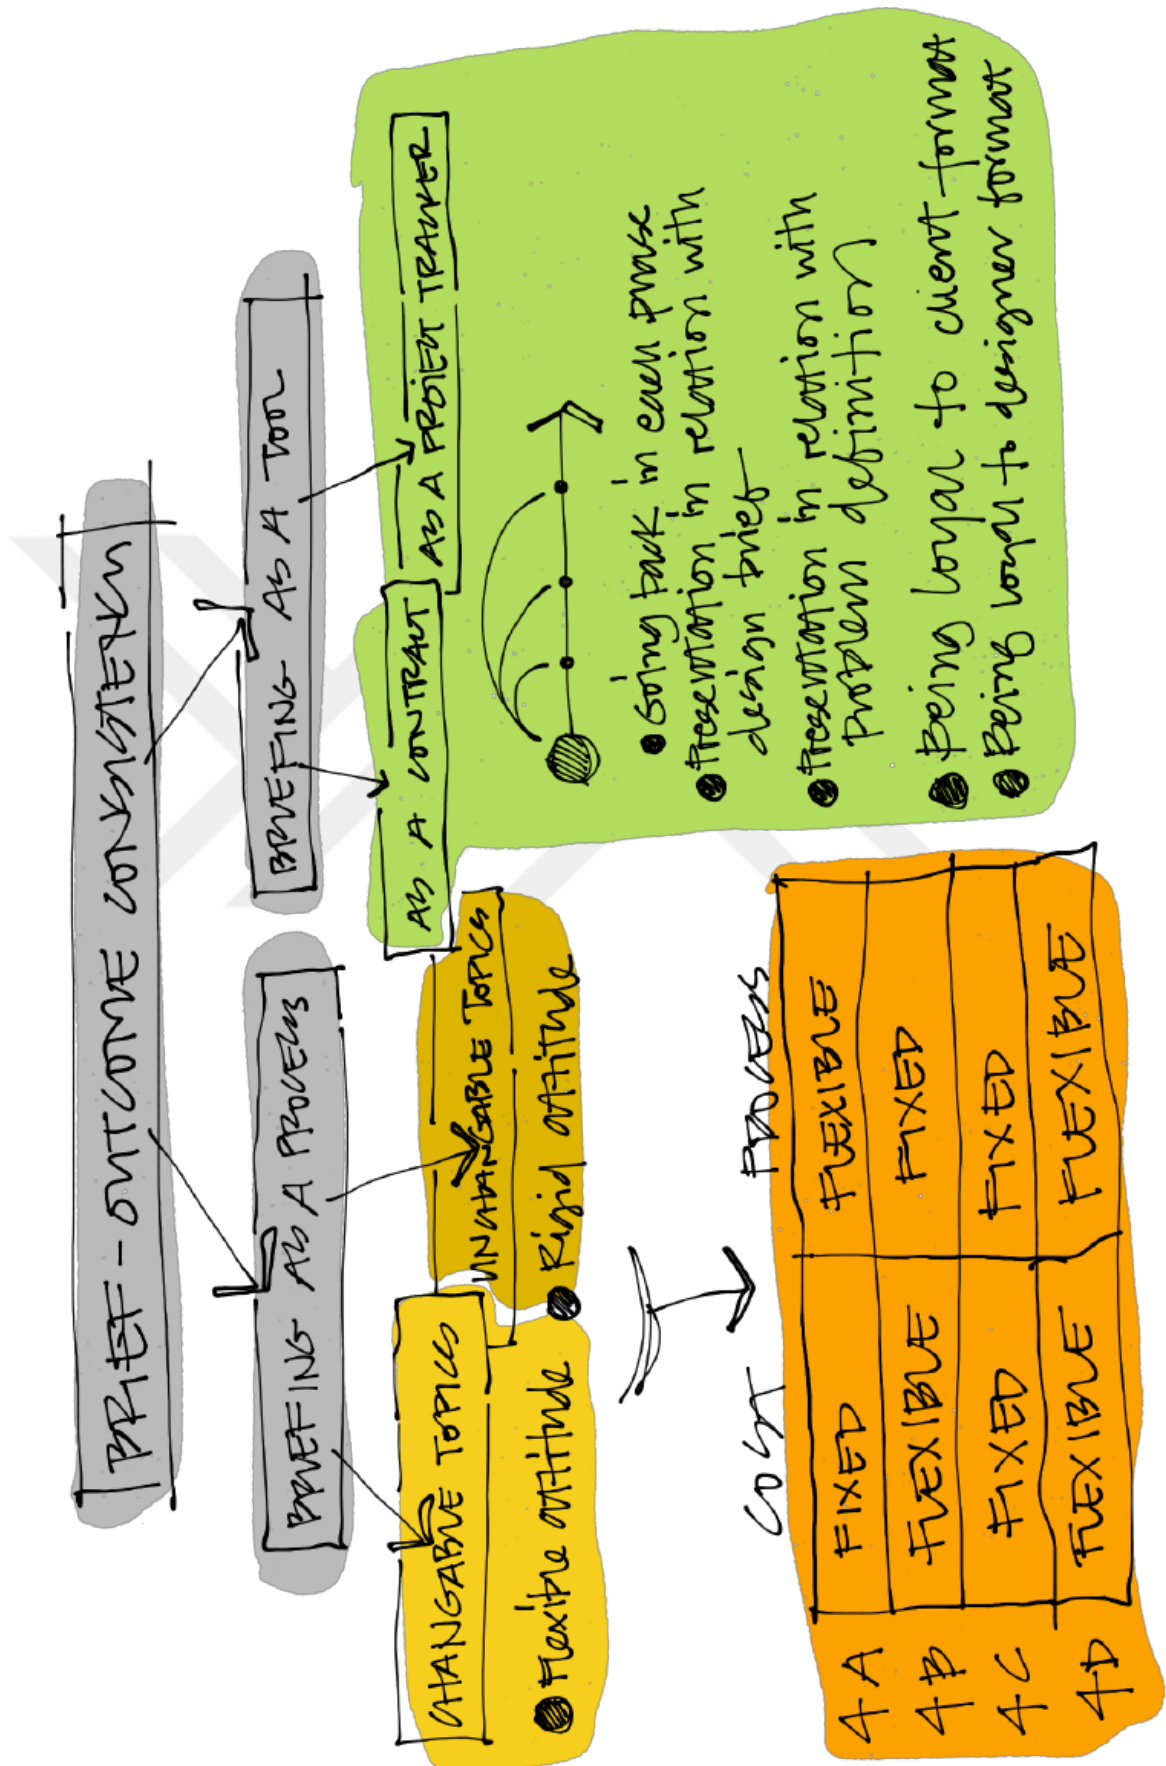 BRIEF - OUTCOME CONSISTENCY
BRIEFING AS A PROCESS
BRIEFING AS A TOOL
CHANGABLE TOPICS
UNCHANGABLE TOPICS
AS A CONTRACT
AS A PROJECT TRACKER
Flexible attitude
Rigid attitude
Going back in each phase
Presentation in relation with
design brief
Presentation in relation with
problem definition
Being loyal to client format
Being loyal to designer format
COST PROCESS
4A FIXED FLEXIBLE
4B FLEXIBLE FIXED
4C FIXED FIXED
4D FLEXIBLE FLEXIBLE